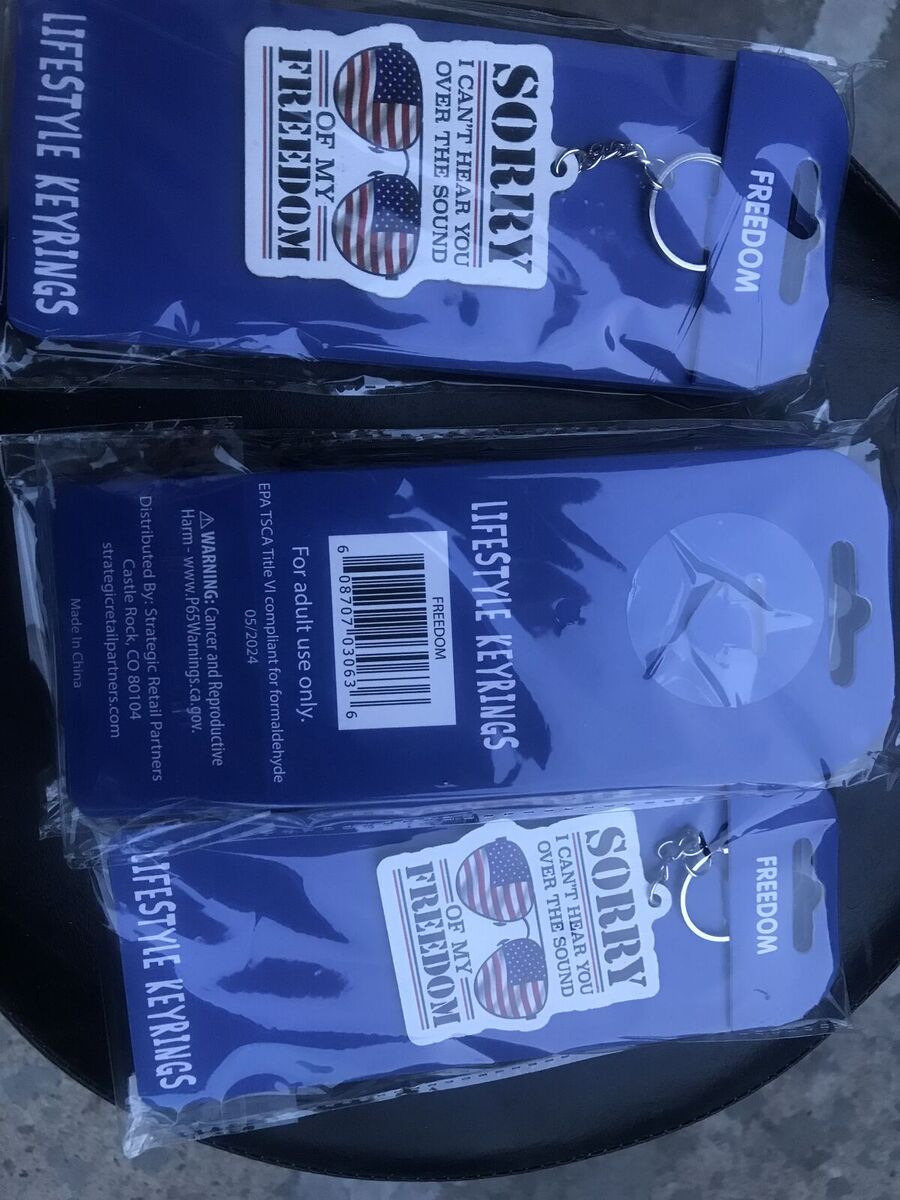 FREEDOM
SORRY
I CAN'T HEAR YOU
OVER THE SOUND
OF MY
FREEDOM
LIFESTYLE KEYRINGS
LIFESTYLE KEYRINGS
FREEDOM
6 08707 03063 6
For adult use only.
EPA TSCA Title VI compliant for formaldehyde
05/2024
⚠ WARNING: Cancer and Reproductive
Harm - www.P65Warnings.ca.gov.
Distributed By: Strategic Retail Partners
Castle Rock, CO 80104
strategicretailpartners.com
Made in China
FREEDOM
SORRY
I CAN'T HEAR YOU
OVER THE SOUND
OF MY
FREEDOM
LIFESTYLE KEYRINGS